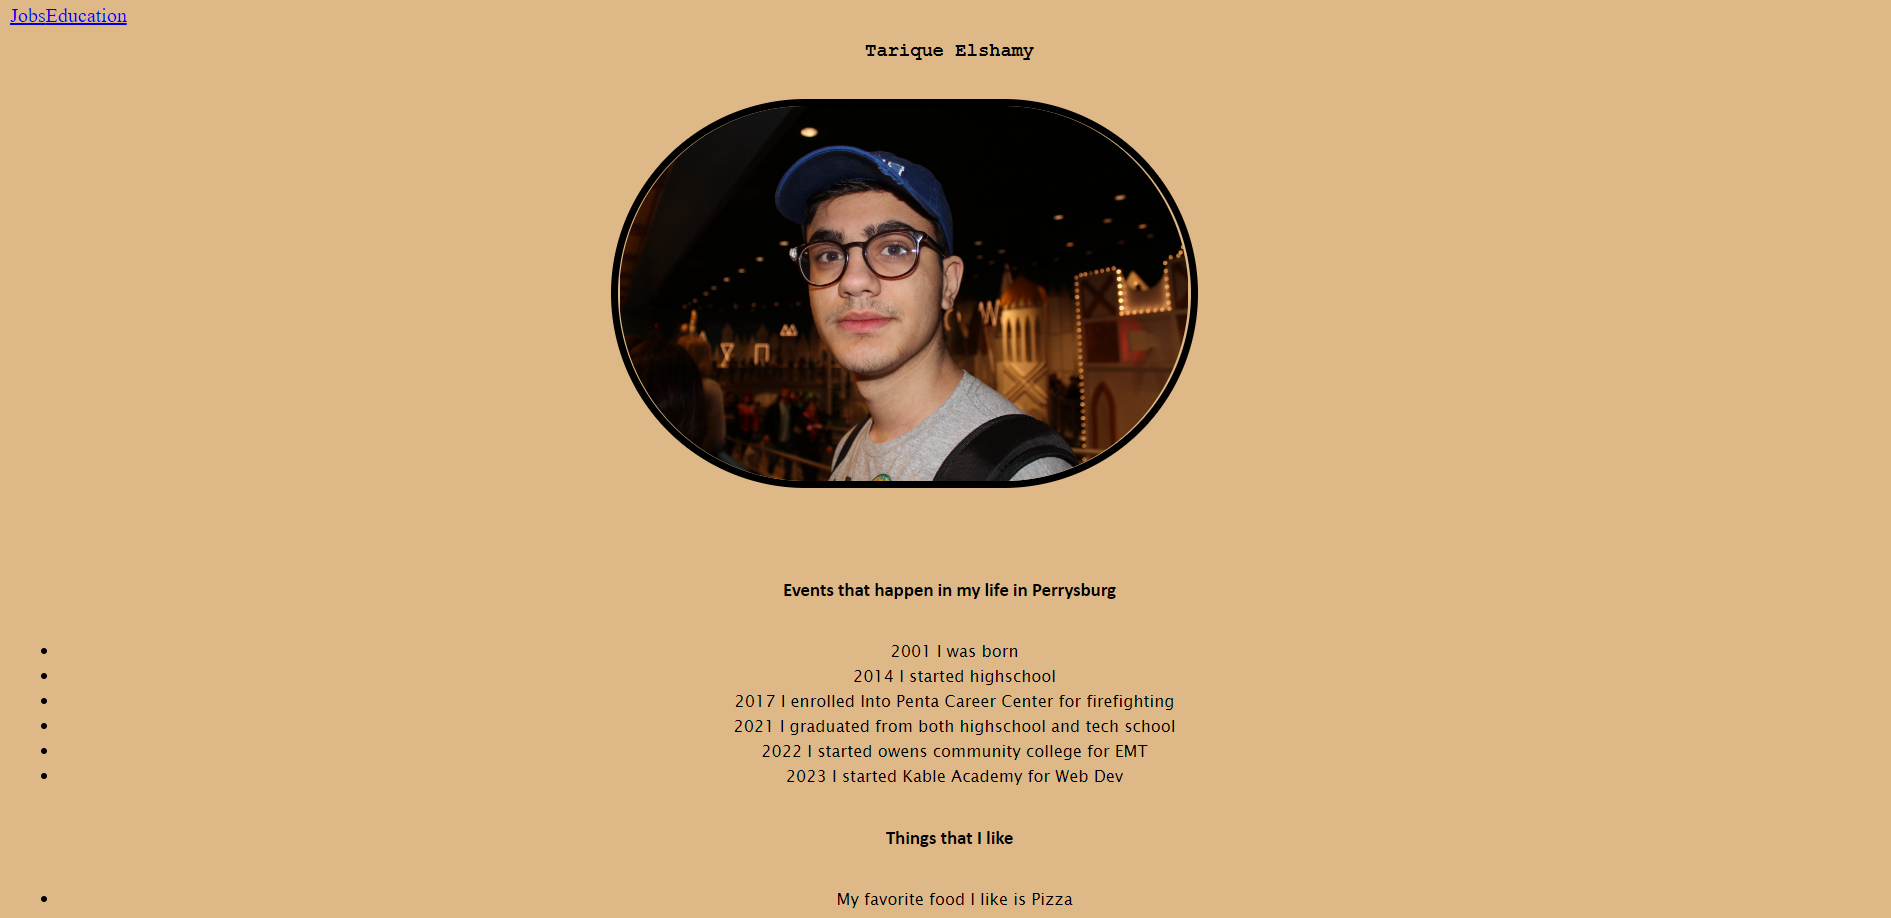 JobsEducation
Tarique Elshamy
Events that happen in my life in Perrysburg
2001 I was born
2014 I started highschool
2017 I enrolled Into Penta Career Center for firefighting
2021 I graduated from both highschool and tech school
2022 I started owens community college for EMT
2023 I started Kable Academy for Web Dev
Things that I like
My favorite food I like is Pizza